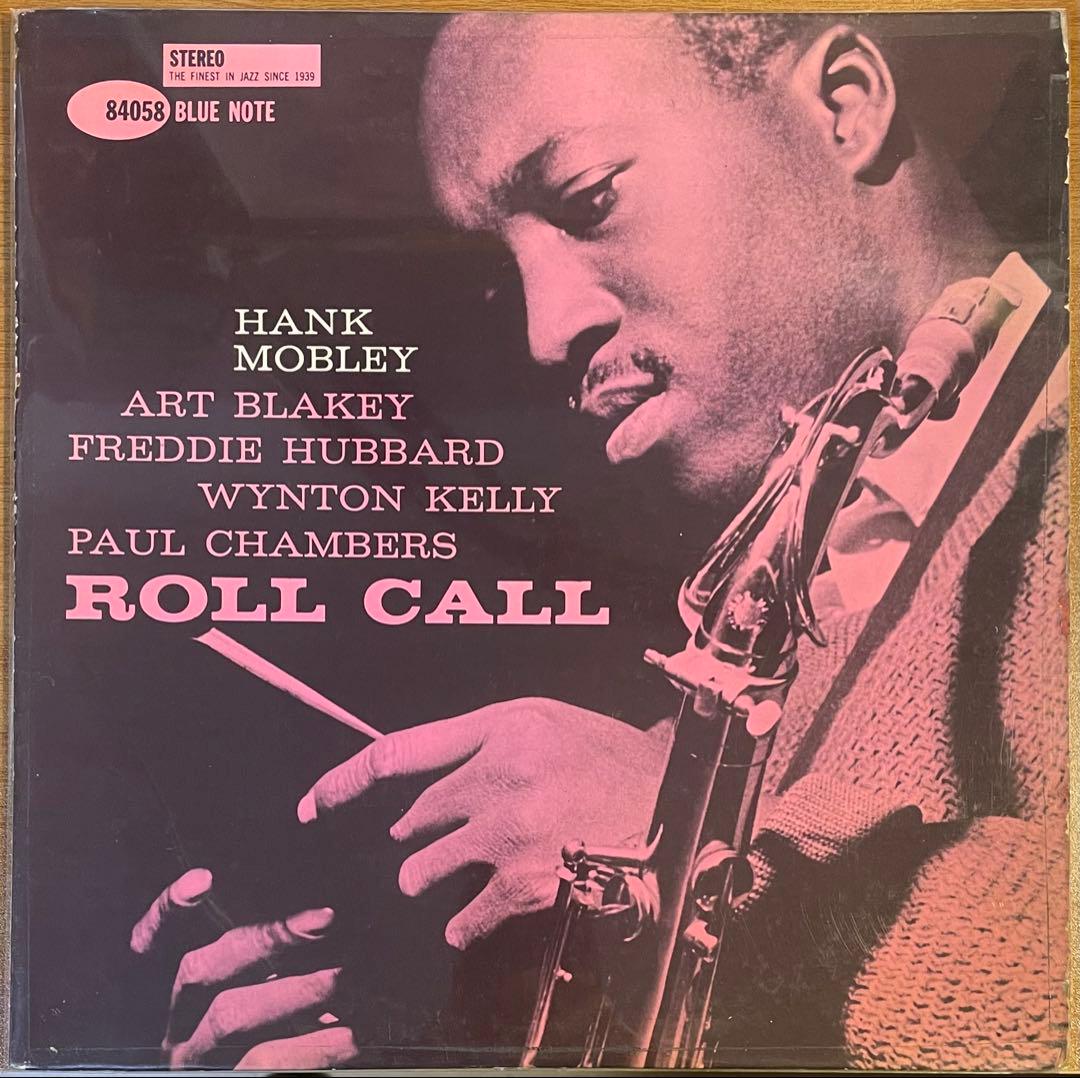 STEREO
THE FINEST IN JAZZ SINCE 1939
84058 BLUE NOTE
HANK
MOBLEY
ART BLAKEY
FREDDIE HUBBARD
WYNTON KELLY
PAUL CHAMBERS
ROLL CALL